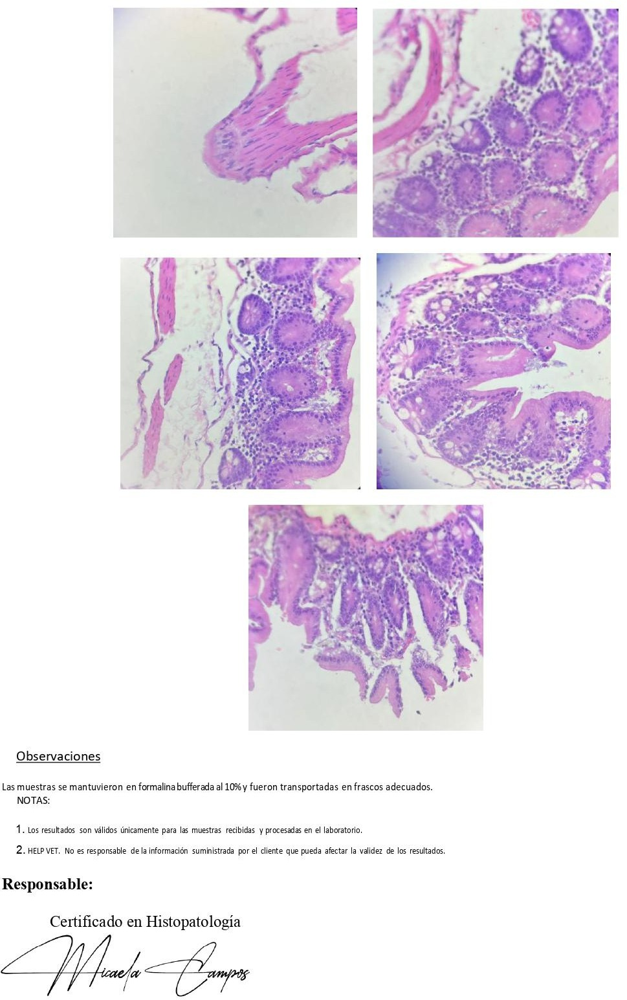 Observaciones
Las muestras se mantuvieron en formalina bufferada al 10% y fueron transportadas en frascos adecuados.
NOTAS:
1. Los resultados son válidos únicamente para las muestras recibidas y procesadas en el laboratorio.
2. HELP VET. No es responsable de la información suministrada por el cliente que pueda afectar la validez de los resultados.
Responsable:
Certificado en Histopatología
Micaela Campos